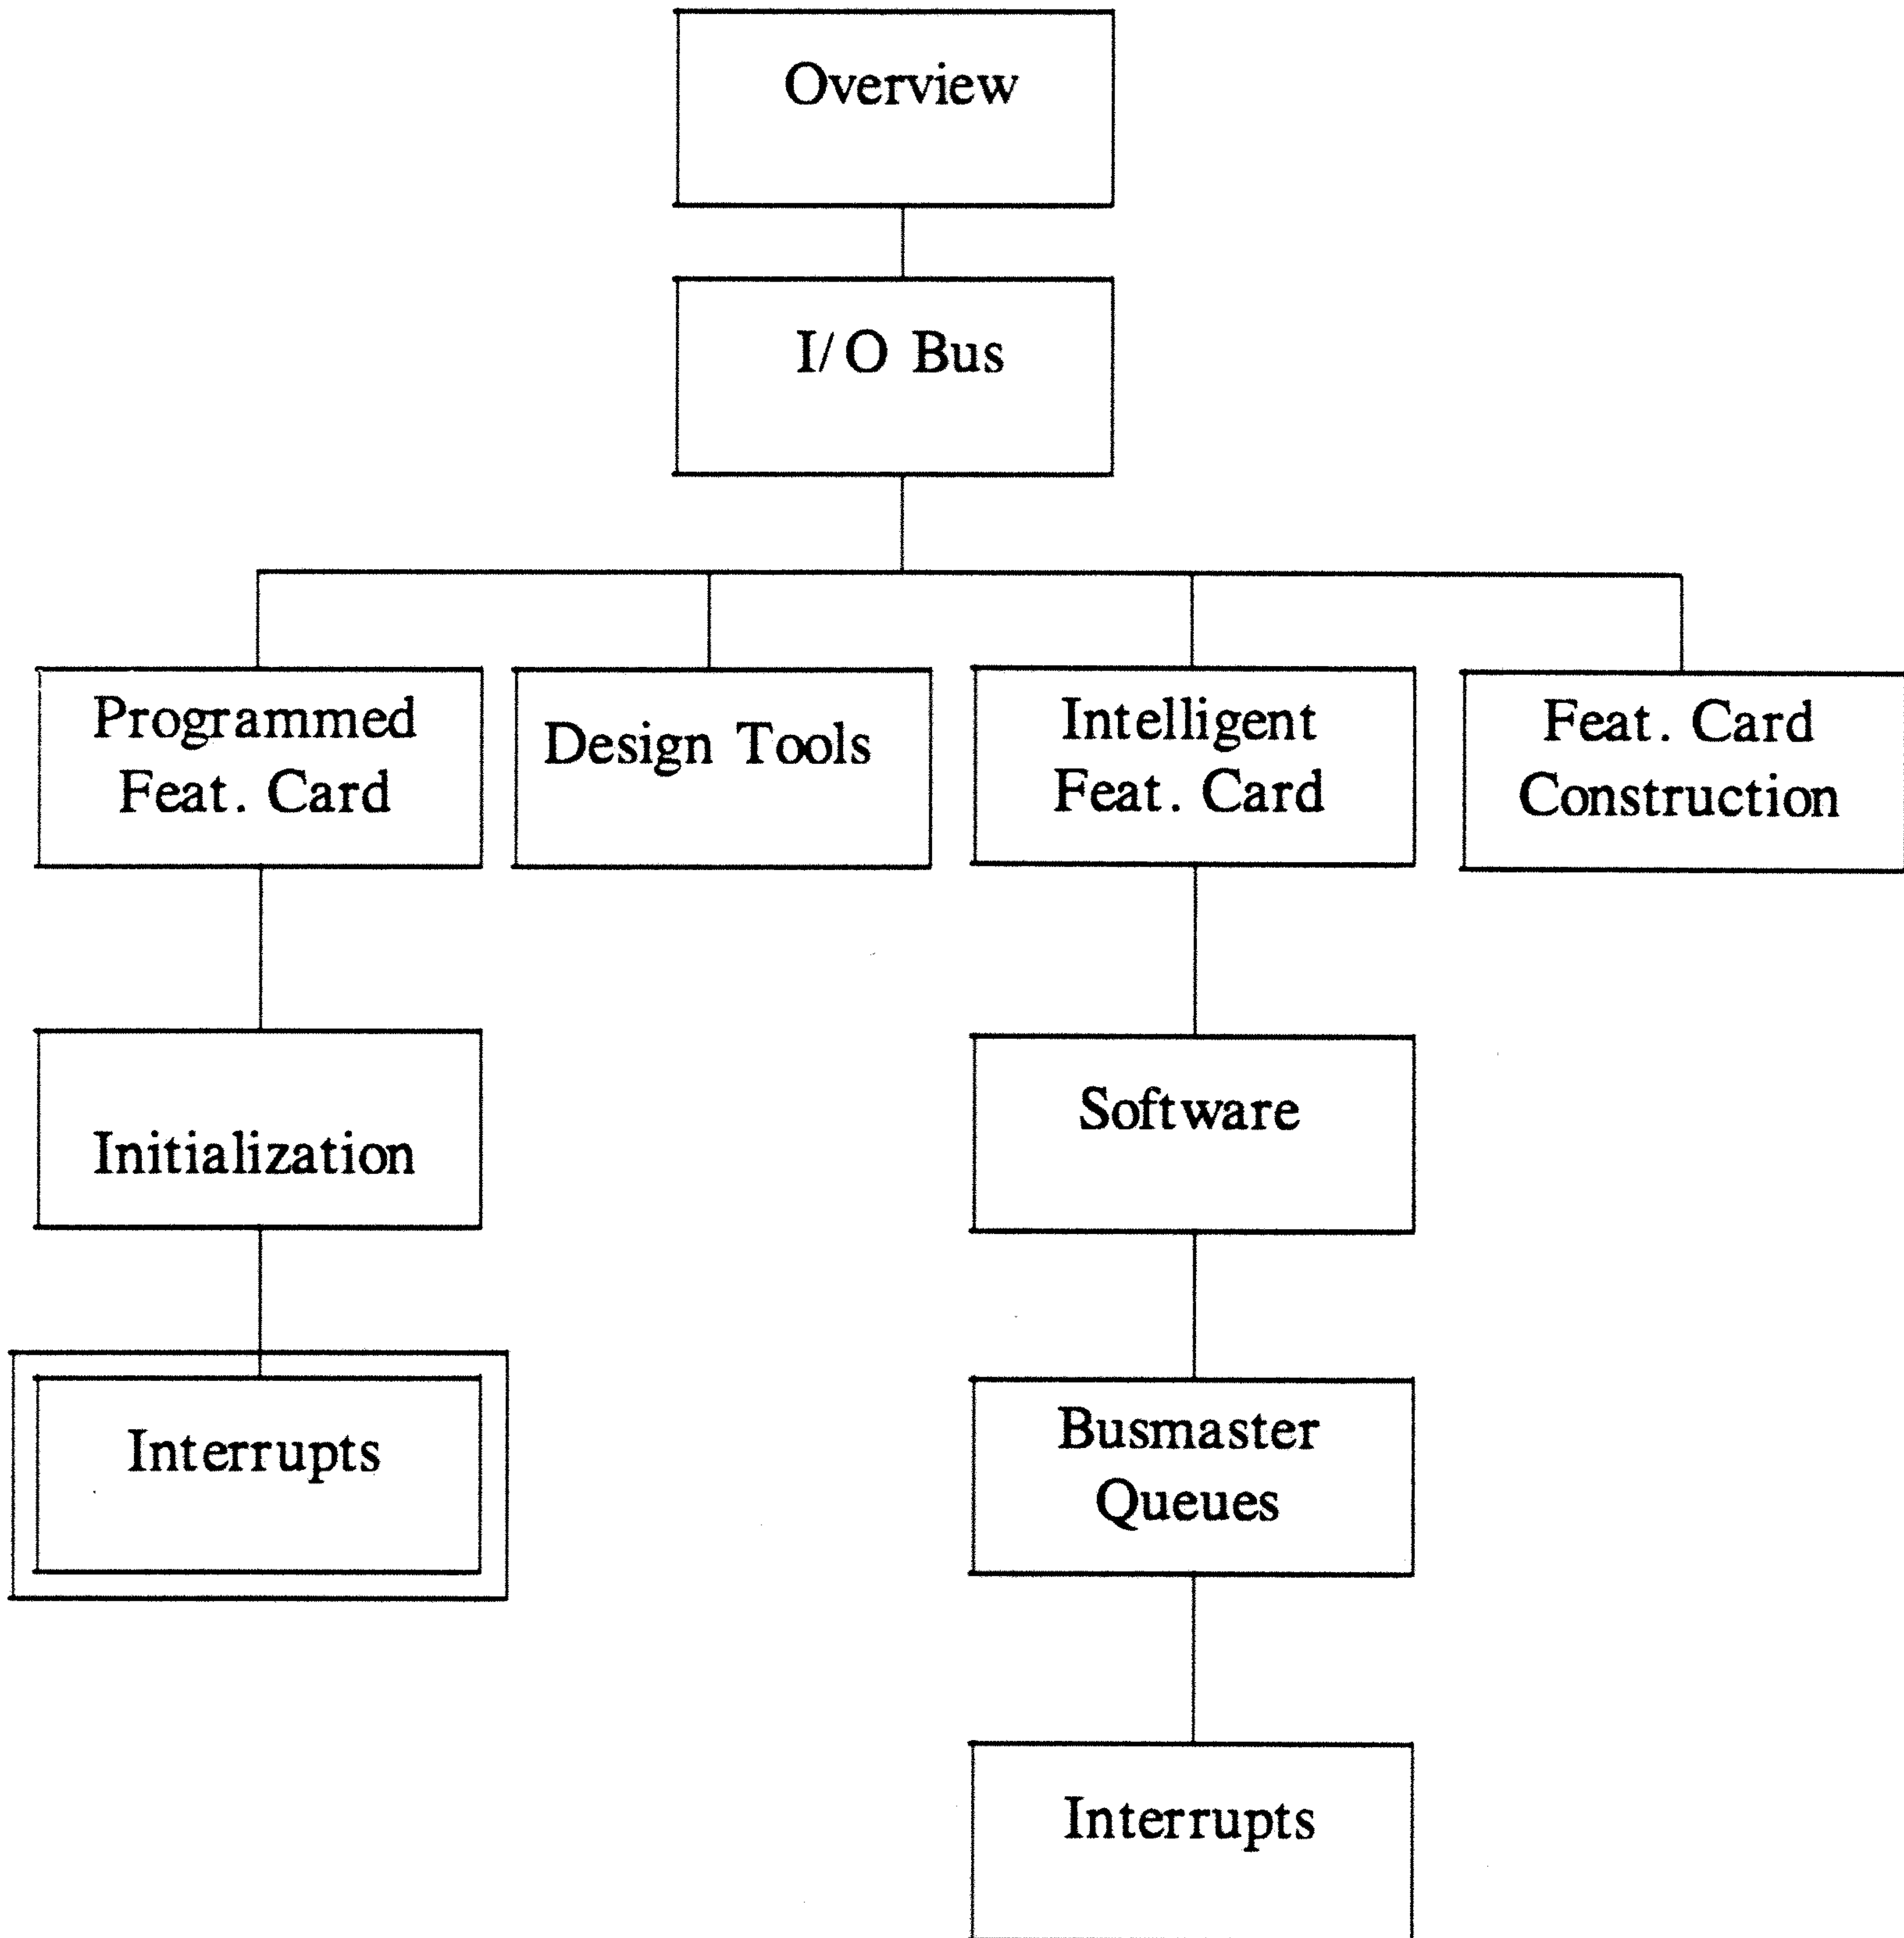 Overview
I/O Bus
Programmed
Feat. Card
Design Tools
Intelligent
Feat. Card
Feat. Card
Construction
Initialization
Software
Interrupts
Busmaster
Queues
Interrupts